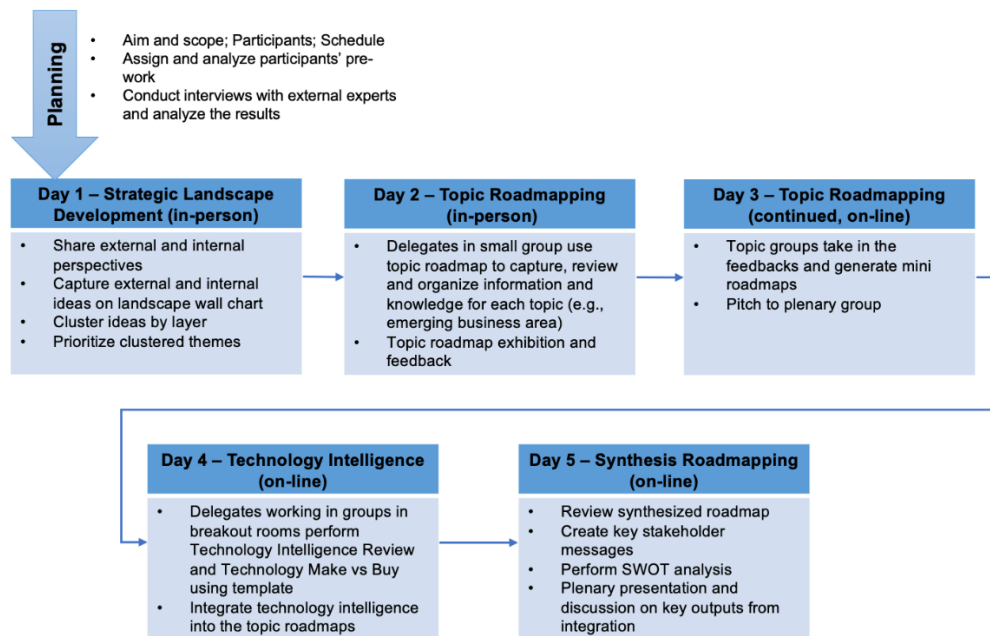 Planning
• Aim and scope; Participants; Schedule
• Assign and analyze participants' pre-
work
• Conduct interviews with external experts
and analyze the results
Day 1 – Strategic Landscape
Development (in-person)
• Share external and internal
perspectives
• Capture external and internal
ideas on landscape wall chart
• Cluster ideas by layer
• Prioritize clustered themes
Day 2 – Topic Roadmapping
(in-person)
• Delegates in small group use
topic roadmap to capture, review
and organize information and
knowledge for each topic (e.g.,
emerging business area)
• Topic roadmap exhibition and
feedback
Day 3 – Topic Roadmapping
(continued, on-line)
• Topic groups take in the
feedbacks and generate mini
roadmaps
• Pitch to plenary group
Day 4 – Technology Intelligence
(on-line)
• Delegates working in groups in
breakout rooms perform
Technology Intelligence Review
and Technology Make vs Buy
using template
• Integrate technology intelligence
into the topic roadmaps
Day 5 – Synthesis Roadmapping
(on-line)
• Review synthesized roadmap
• Create key stakeholder
messages
• Perform SWOT analysis
• Plenary presentation and
discussion on key outputs from
integration